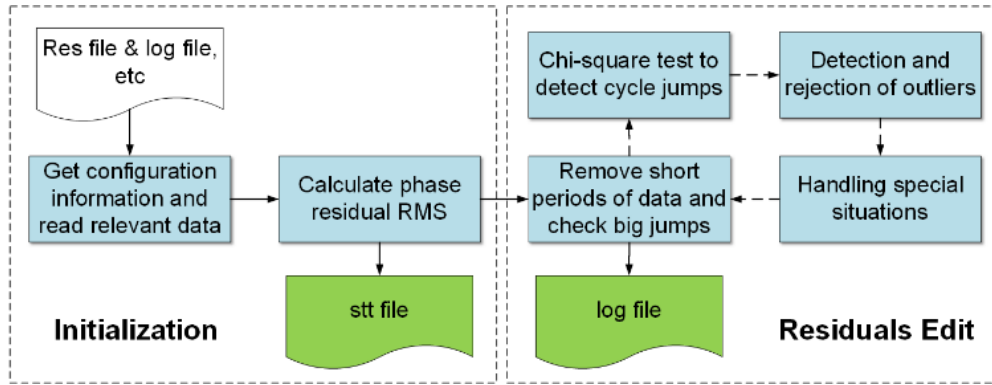 Res file & log file,
etc
Get configuration
information and
read relevant data
Calculate phase
residual RMS
stt file
Initialization
Chi-square test to
detect cycle jumps
Detection and
rejection of outliers
Remove short
periods of data and
check big jumps
Handling special
situations
log file
Residuals Edit